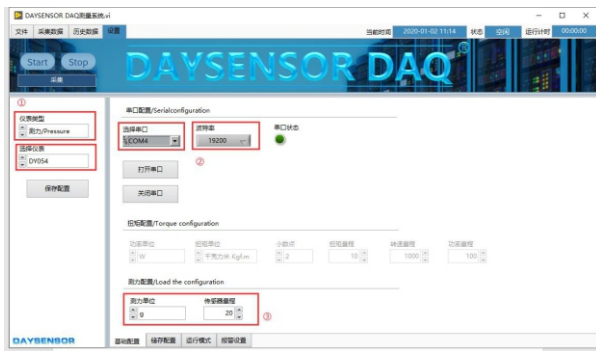 DAYSENSOR DAQ测量系统.vi
文件 采集数据 历史数据 设置
当前时间 2020-01-02 11:14 状态 空闲 运行计时 00:00:00
Start Stop
采集
DAYSENSOR DAQ
①
仪表类型
测力/Pressure
选择仪表
DY054
保存配置
串口配置/Serialconfiguration
选择串口 波特率 串口状态
COM4 19200
②
打开串口
关闭串口
扭矩配置/Torque configuration
功率单位 扭矩单位 小数点 扭矩量程 转速量程 功率量程
W 千克力米-Kgf.m 2 10 1000 100
测力配置/Load the configuration
测力单位 传感器量程
g 20
③
基础配置 储存配置 运行模式 报警设置
DAYSENSOR